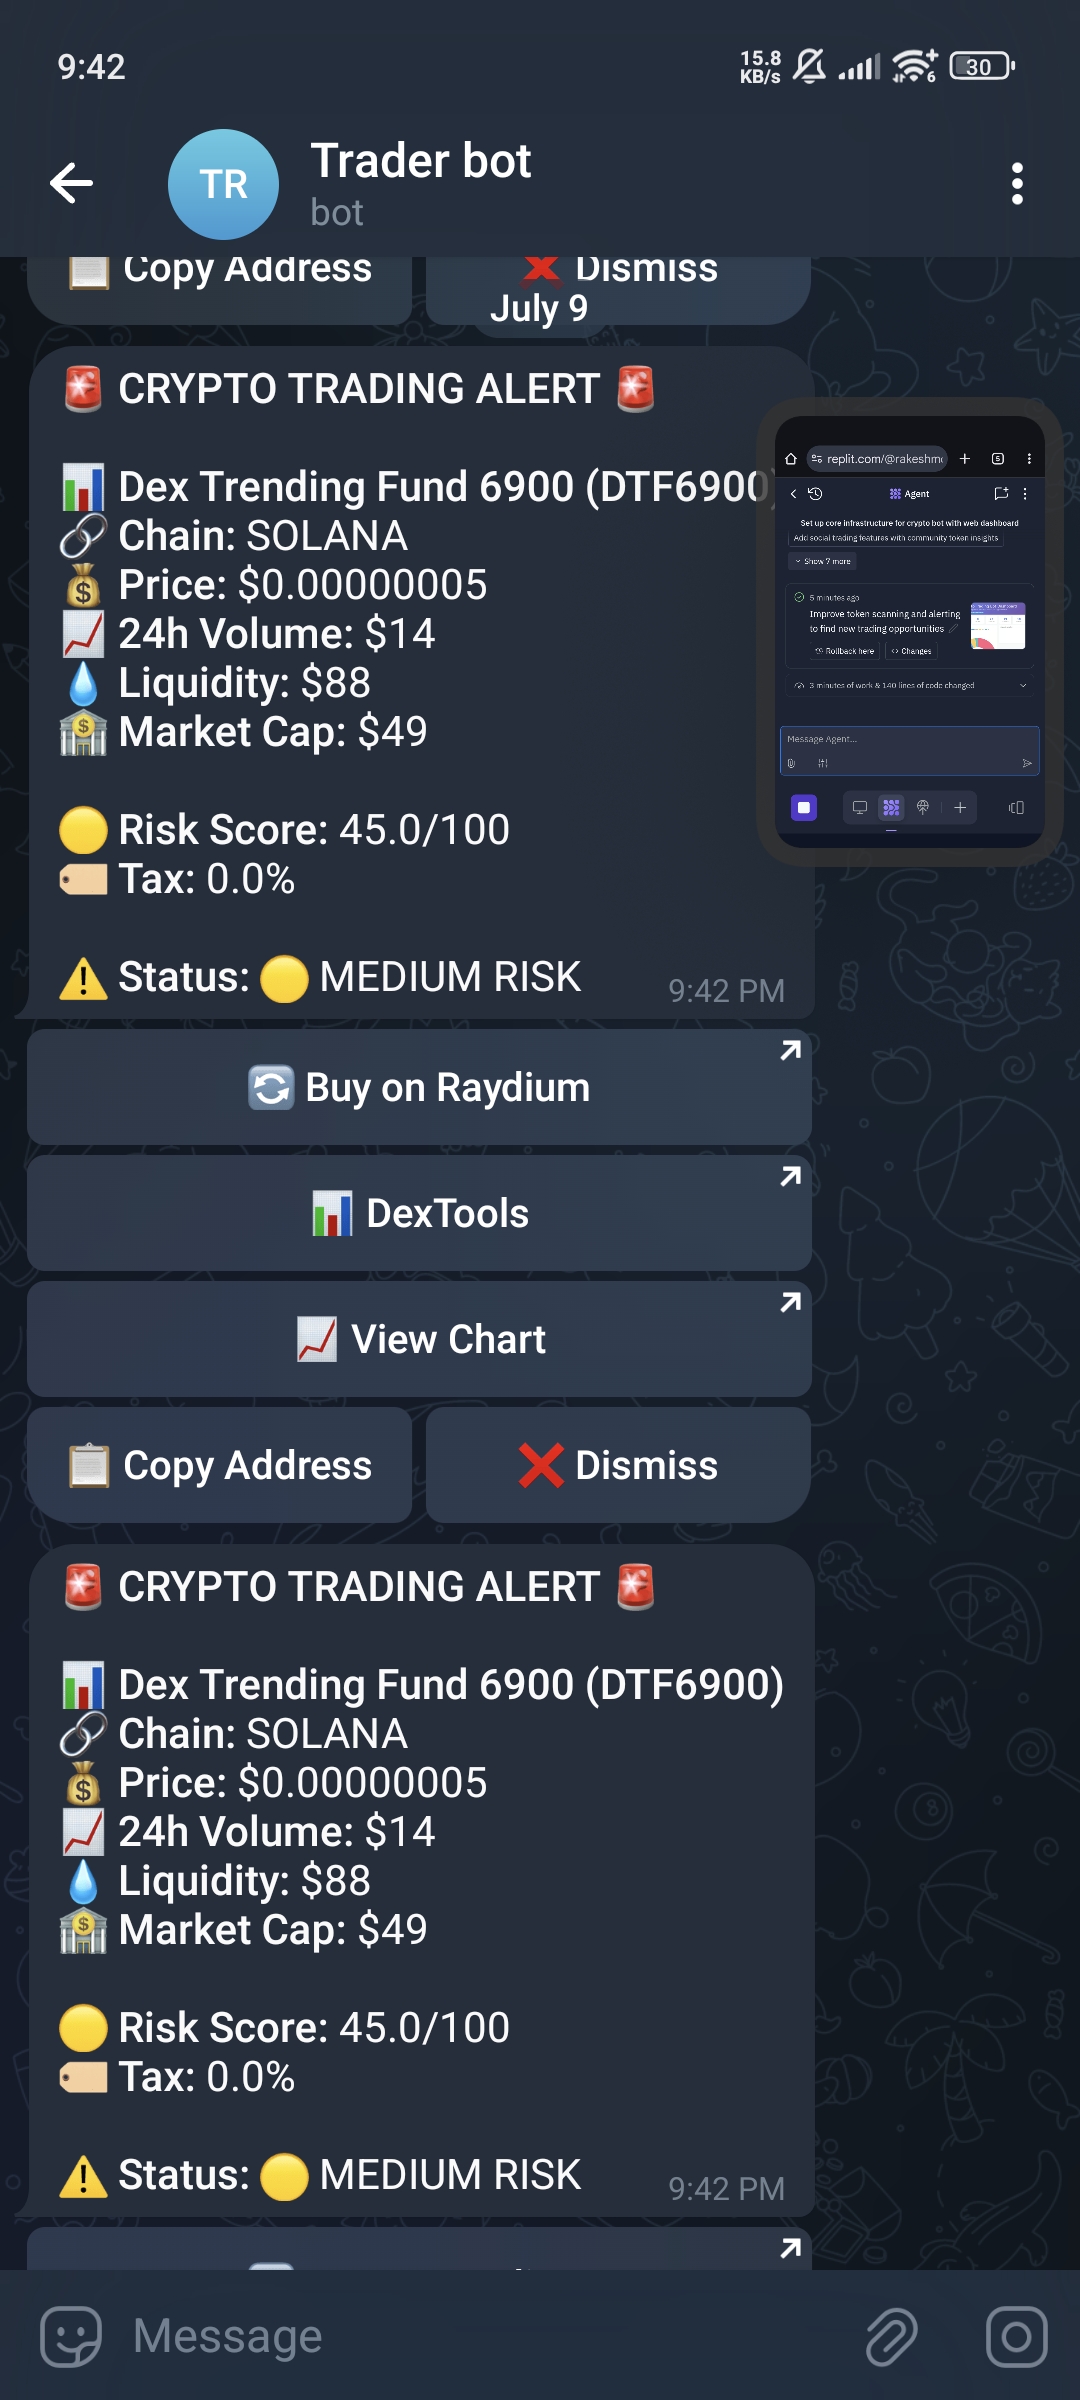 9:42
15.8
KB/s
6
30
TR
Trader bot
bot
📋 Copy Address
❌ Dismiss
July 9
🚨 CRYPTO TRADING ALERT 🚨
📊 Dex Trending Fund 6900 (DTF6900)
🔗 Chain: SOLANA
💰 Price: $0.00000005
📈 24h Volume: $14
💧 Liquidity: $88
🏦 Market Cap: $49
🟡 Risk Score: 45.0/100
🏷️ Tax: 0.0%
⚠️ Status: 🟡 MEDIUM RISK
9:42 PM
replit.com/@rakeshm
5
Agent
Set up core infrastructure for crypto bot with web dashboard
Add social trading features with community token insights
Show 7 more
5 minutes ago
Improve token scanning and alerting
to find new trading opportunities
Rollback here
Changes
3 minutes of work & 140 lines of code changed
Message Agent...
🔄 Buy on Raydium
📊 DexTools
📈 View Chart
📋 Copy Address
❌ Dismiss
🚨 CRYPTO TRADING ALERT 🚨
📊 Dex Trending Fund 6900 (DTF6900)
🔗 Chain: SOLANA
💰 Price: $0.00000005
📈 24h Volume: $14
💧 Liquidity: $88
🏦 Market Cap: $49
🟡 Risk Score: 45.0/100
🏷️ Tax: 0.0%
⚠️ Status: 🟡 MEDIUM RISK
9:42 PM
Message